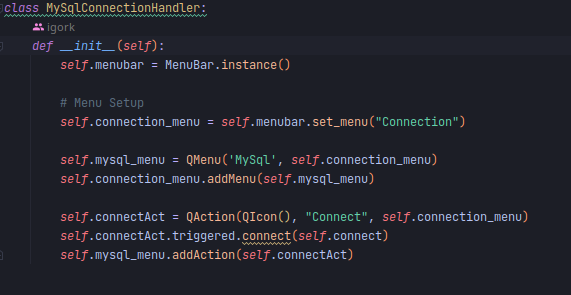 class MySqlConnectionHandler:
igork
def __init__(self):
self.menubar = MenuBar.instance()
# Menu Setup
self.connection_menu = self.menubar.set_menu("Connection")
self.mysql_menu = QMenu('MySql', self.connection_menu)
self.connection_menu.addMenu(self.mysql_menu)
self.connectAct = QAction(QIcon(), "Connect", self.connection_menu)
self.connectAct.triggered.connect(self.connect)
self.mysql_menu.addAction(self.connectAct)